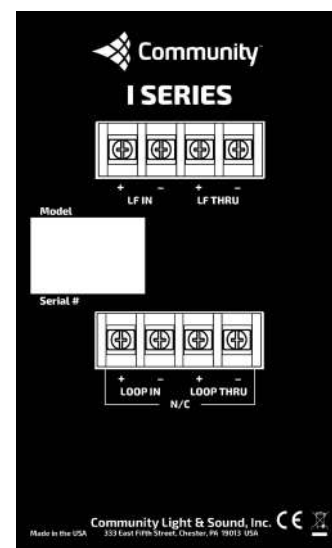 Community
I SERIES
+ − + −
LF IN LF THRU
Model
Serial #
+ − + −
LOOP IN LOOP THRU
N/C
Community Light & Sound, Inc. CE
Made in the USA 333 East Fifth Street, Chester, PA 19013 USA